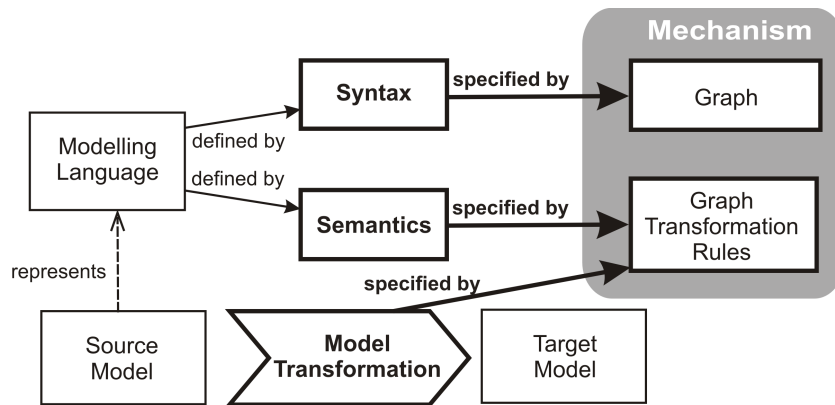 Mechanism
Syntax
specified by
Graph
Modelling
Language
defined by
defined by
Semantics
specified by
Graph
Transformation
Rules
represents
specified by
Source
Model
Model
Transformation
Target
Model